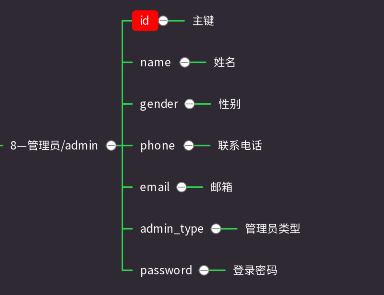 id 主键
name 姓名
gender 性别
8—管理员/admin phone 联系电话
email 邮箱
admin_type 管理员类型
password 登录密码